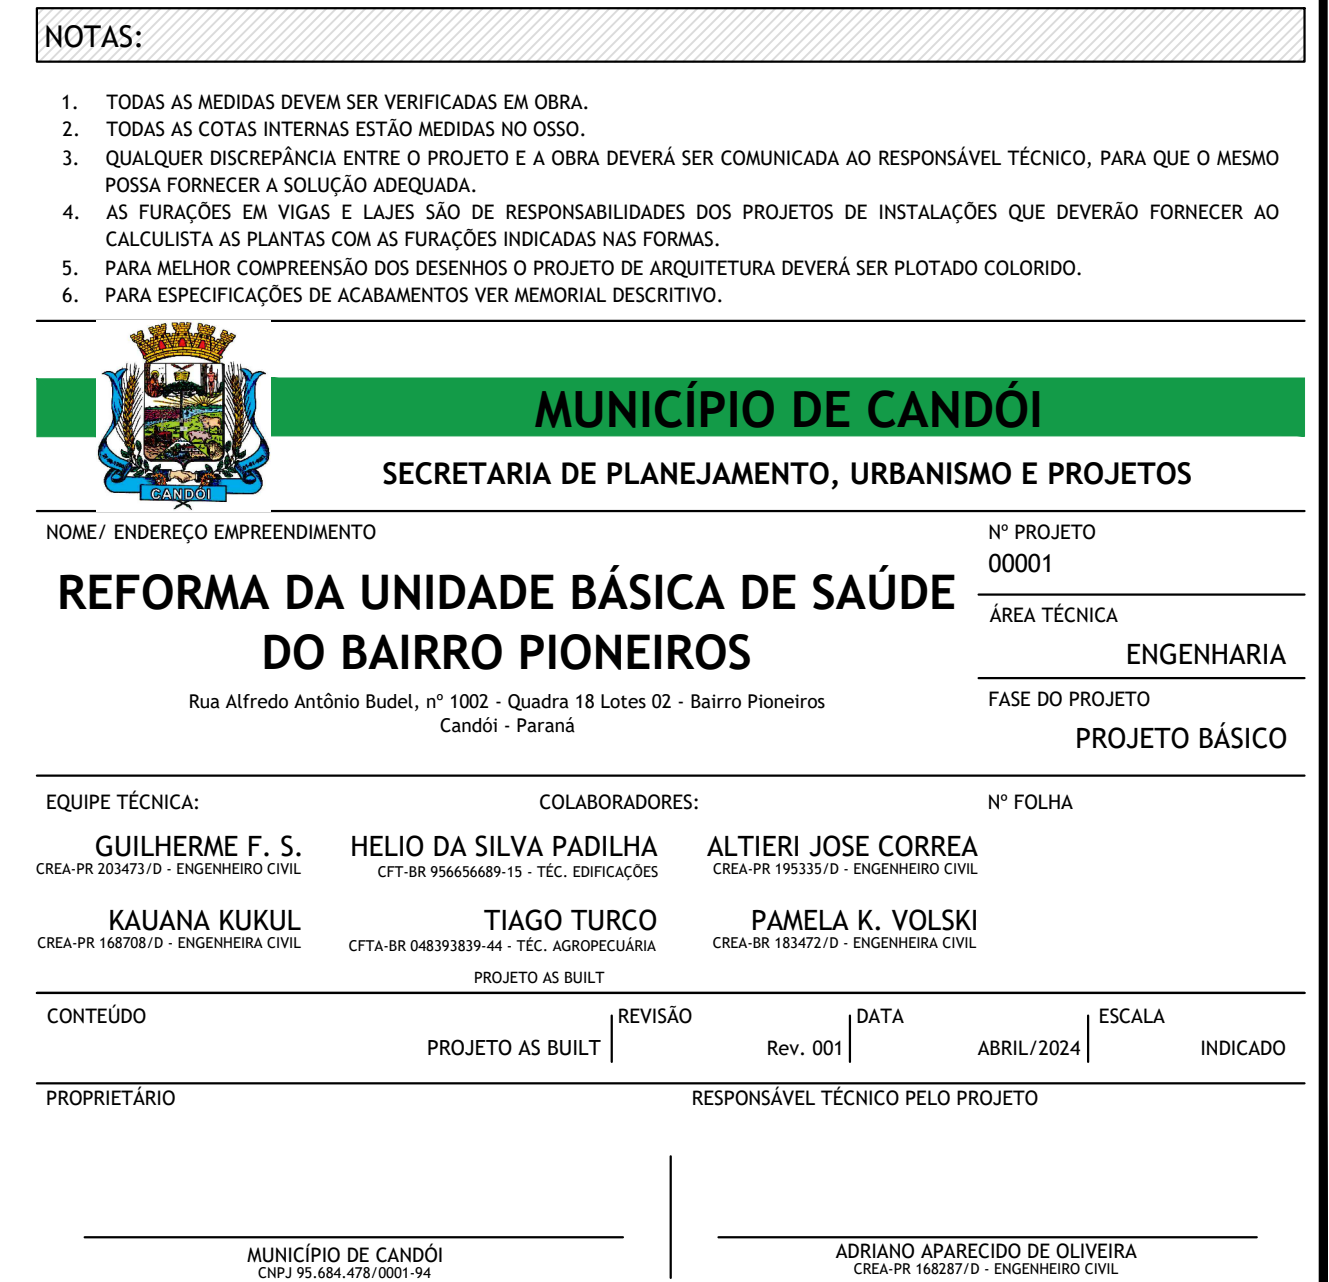 NOTAS:
1. TODAS AS MEDIDAS DEVEM SER VERIFICADAS EM OBRA.
2. TODAS AS COTAS INTERNAS ESTÃO MEDIDAS NO OSSO.
3. QUALQUER DISCREPÂNCIA ENTRE O PROJETO E A OBRA DEVERÁ SER COMUNICADA AO RESPONSÁVEL TÉCNICO, PARA QUE O MESMO
POSSA FORNECER A SOLUÇÃO ADEQUADA.
4. AS FURAÇÕES EM VIGAS E LAJES SÃO DE RESPONSABILIDADES DOS PROJETOS DE INSTALAÇÕES QUE DEVERÃO FORNECER AO
CALCULISTA AS PLANTAS COM AS FURAÇÕES INDICADAS NAS FORMAS.
5. PARA MELHOR COMPREENSÃO DOS DESENHOS O PROJETO DE ARQUITETURA DEVERÁ SER PLOTADO COLORIDO.
6. PARA ESPECIFICAÇÕES DE ACABAMENTOS VER MEMORIAL DESCRITIVO.
CANDÓI
MUNICÍPIO DE CANDÓI
SECRETARIA DE PLANEJAMENTO, URBANISMO E PROJETOS
NOME/ ENDEREÇO EMPREENDIMENTO
REFORMA DA UNIDADE BÁSICA DE SAÚDE
DO BAIRRO PIONEIROS
Rua Alfredo Antônio Budel, nº 1002 - Quadra 18 Lotes 02 - Bairro Pioneiros
Candói - Paraná
Nº PROJETO
00001
ÁREA TÉCNICA
ENGENHARIA
FASE DO PROJETO
PROJETO BÁSICO
EQUIPE TÉCNICA:
COLABORADORES:
Nº FOLHA
GUILHERME F. S.
CREA-PR 203473/D - ENGENHEIRO CIVIL
HELIO DA SILVA PADILHA
CFT-BR 956656689-15 - TÉC. EDIFICAÇÕES
ALTIERI JOSE CORREA
CREA-PR 195335/D - ENGENHEIRO CIVIL
KAUANA KUKUL
CREA-PR 168708/D - ENGENHEIRA CIVIL
TIAGO TURCO
CFTA-BR 048393839-44 - TÉC. AGROPECUÁRIA
PAMELA K. VOLSKI
CREA-BR 183472/D - ENGENHEIRA CIVIL
PROJETO AS BUILT
CONTEÚDO
PROJETO AS BUILT
REVISÃO
Rev. 001
DATA
ABRIL/2024
ESCALA
INDICADO
PROPRIETÁRIO
RESPONSÁVEL TÉCNICO PELO PROJETO
MUNICÍPIO DE CANDÓI
CNPJ 95.684.478/0001-94
ADRIANO APARECIDO DE OLIVEIRA
CREA-PR 168287/D - ENGENHEIRO CIVIL